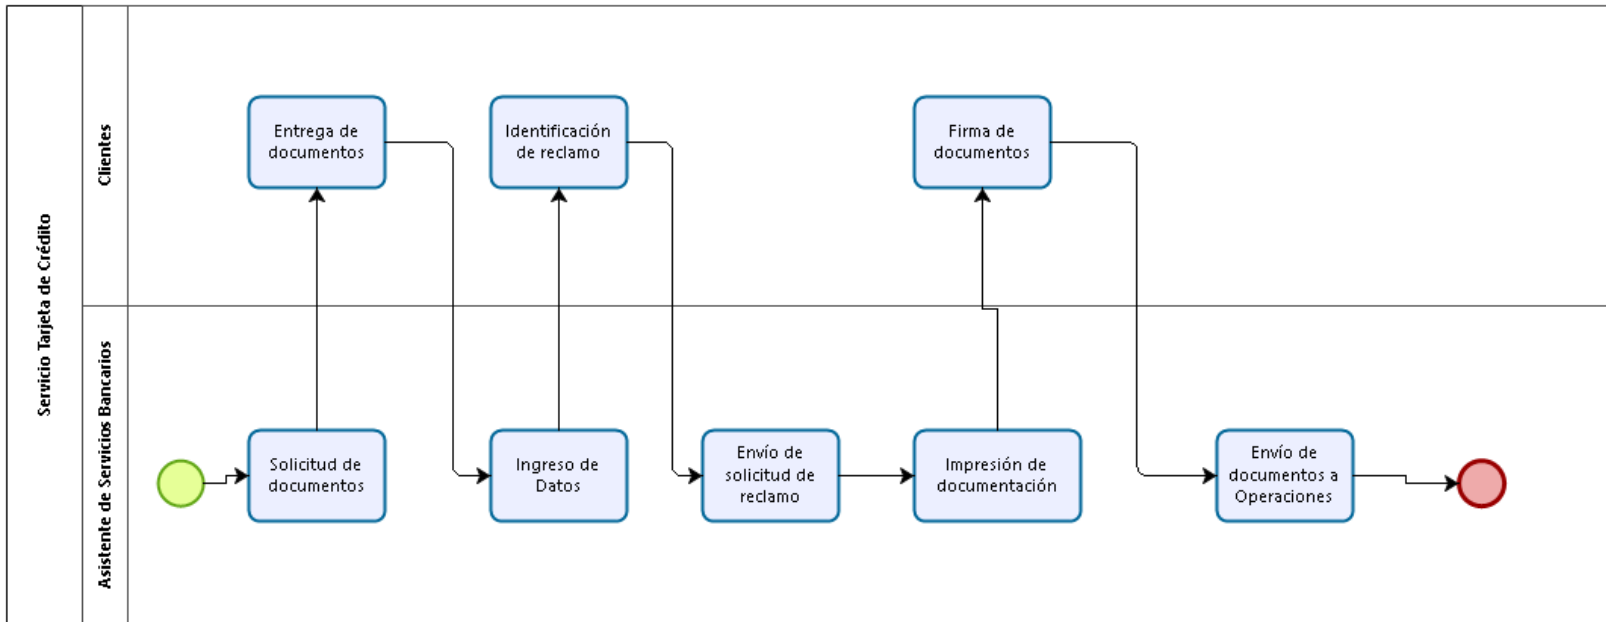 Servicio Tarjeta de Crédito
Clientes
Entrega de
documentos
Identificación
de reclamo
Firma de
documentos
Asistente de Servicios Bancarios
Solicitud de
documentos
Ingreso de
Datos
Envío de
solicitud de
reclamo
Impresión de
documentación
Envío de
documentos a
Operaciones